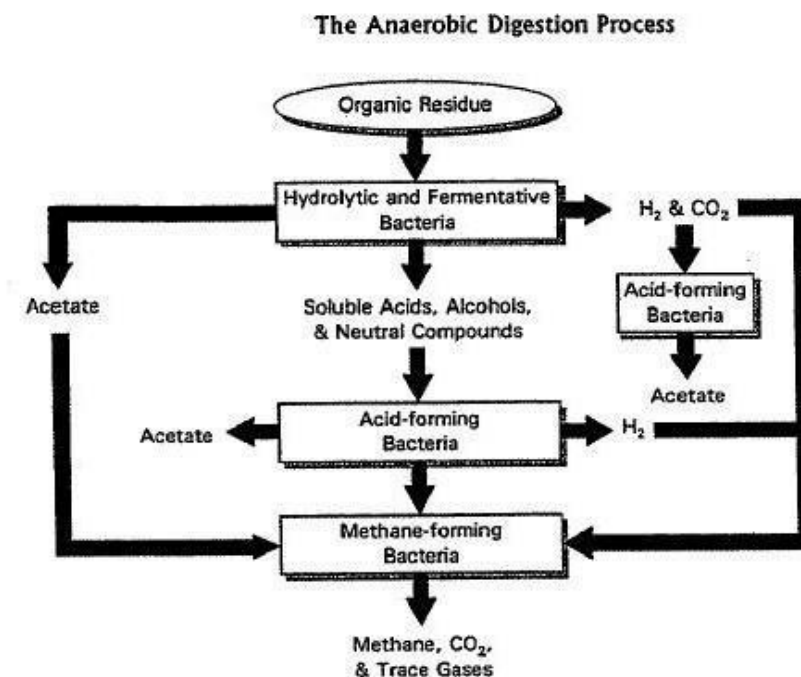 The Anaerobic Digestion Process
Organic Residue
Hydrolytic and Fermentative
Bacteria
H₂ & CO₂
Acetate
Soluble Acids, Alcohols,
& Neutral Compounds
Acid-forming
Bacteria
Acetate
Acetate
Acid-forming
Bacteria
H₂
Methane-forming
Bacteria
Methane, CO₂,
& Trace Gases